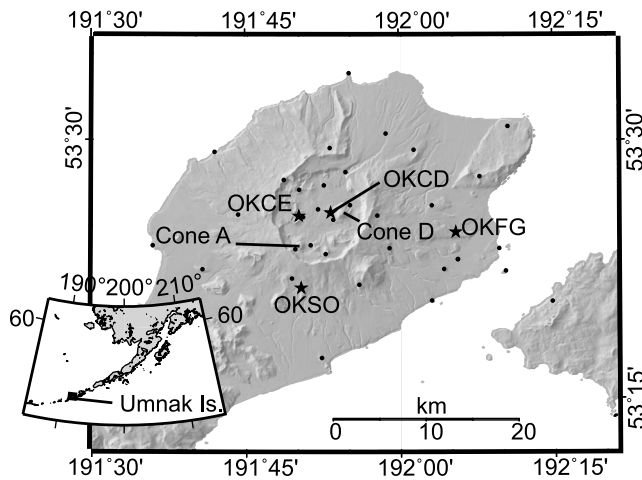 191°30' 191°45' 192°00' 192°15'
53°30' 53°30'
OKCD
OKCE
Cone D OKFG
Cone A
190° 200° 210°
OKSO
60 60
Umnak Is.
53°15'
km
0 10 20
191°30' 191°45' 192°00' 192°15'